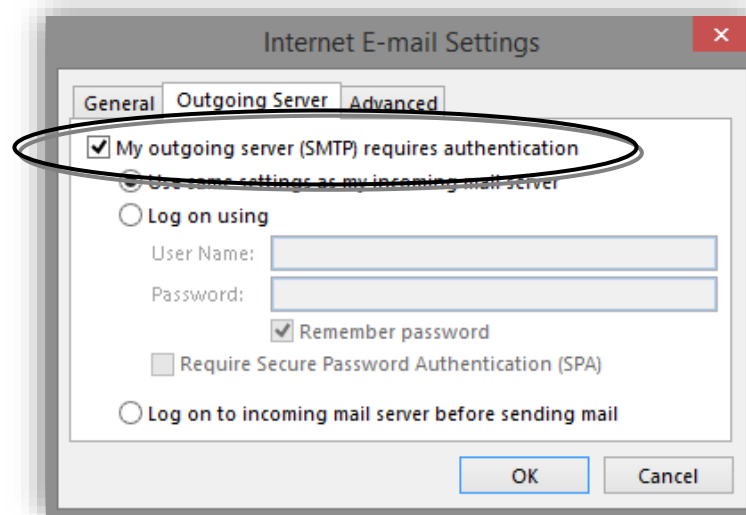 Internet E-mail Settings
General Outgoing Server Advanced
My outgoing server (SMTP) requires authentication
Use same settings as my incoming mail server
Log on using
User Name:
Password:
Remember password
Require Secure Password Authentication (SPA)
Log on to incoming mail server before sending mail
OK Cancel